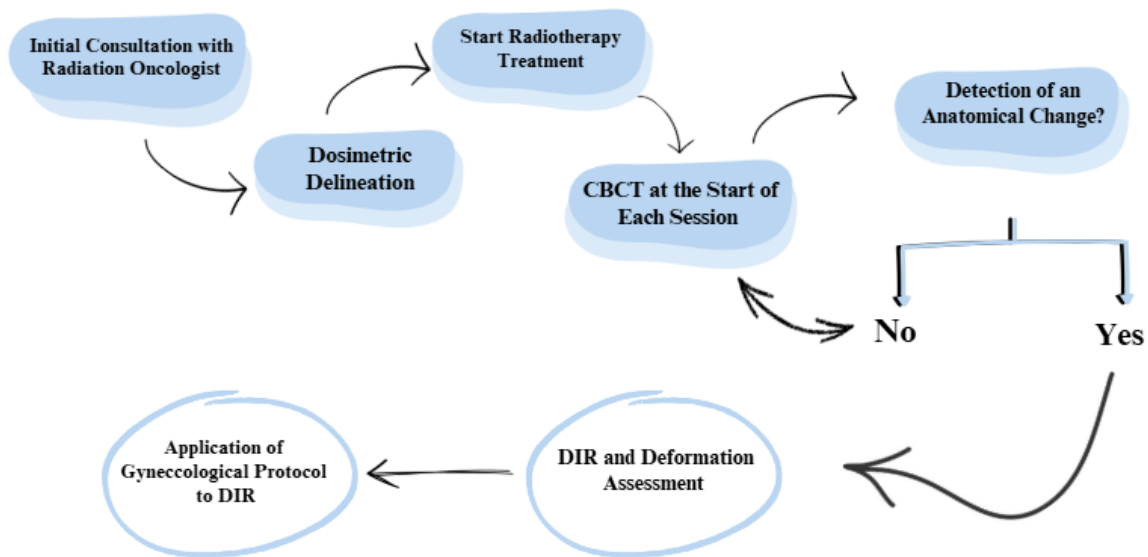 Initial Consultation with
Radiation Oncologist
Dosimetric
Delineation
Start Radiotherapy
Treatment
CBCT at the Start of
Each Session
Detection of an
Anatomical Change?
No
Yes
DIR and Deformation
Assessment
Application of
Gyneccological Protocol
to DIR